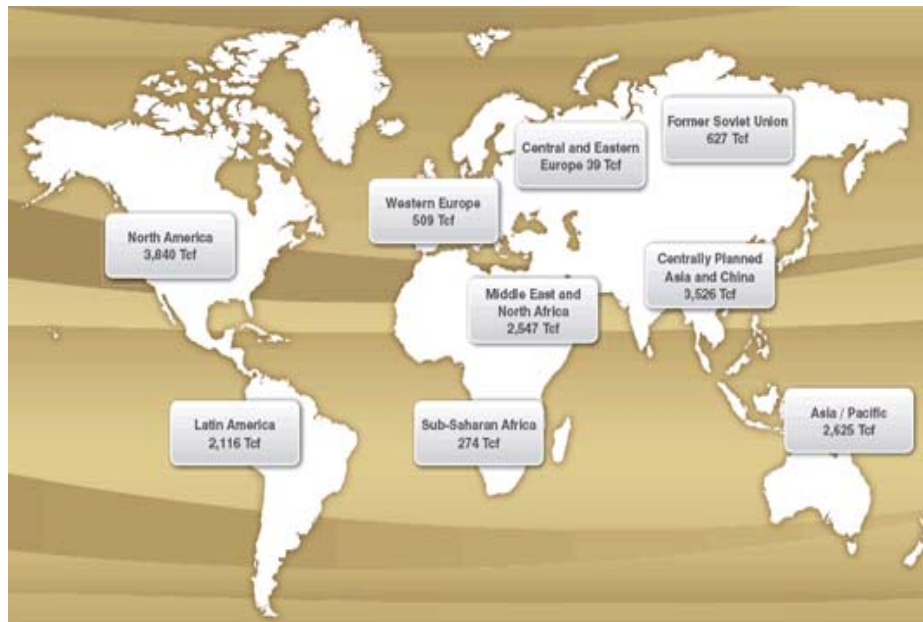 Former Soviet Union
627 Tcf
Central and Eastern
Europe 39 Tcf
Western Europe
509 Tcf
North America
3,840 Tcf
Centrally Planned
Asia and China
3,526 Tcf
Middle East and
North Africa
2,547 Tcf
Latin America
2,116 Tcf
Sub-Saharan Africa
274 Tcf
Asia / Pacific
2,625 Tcf